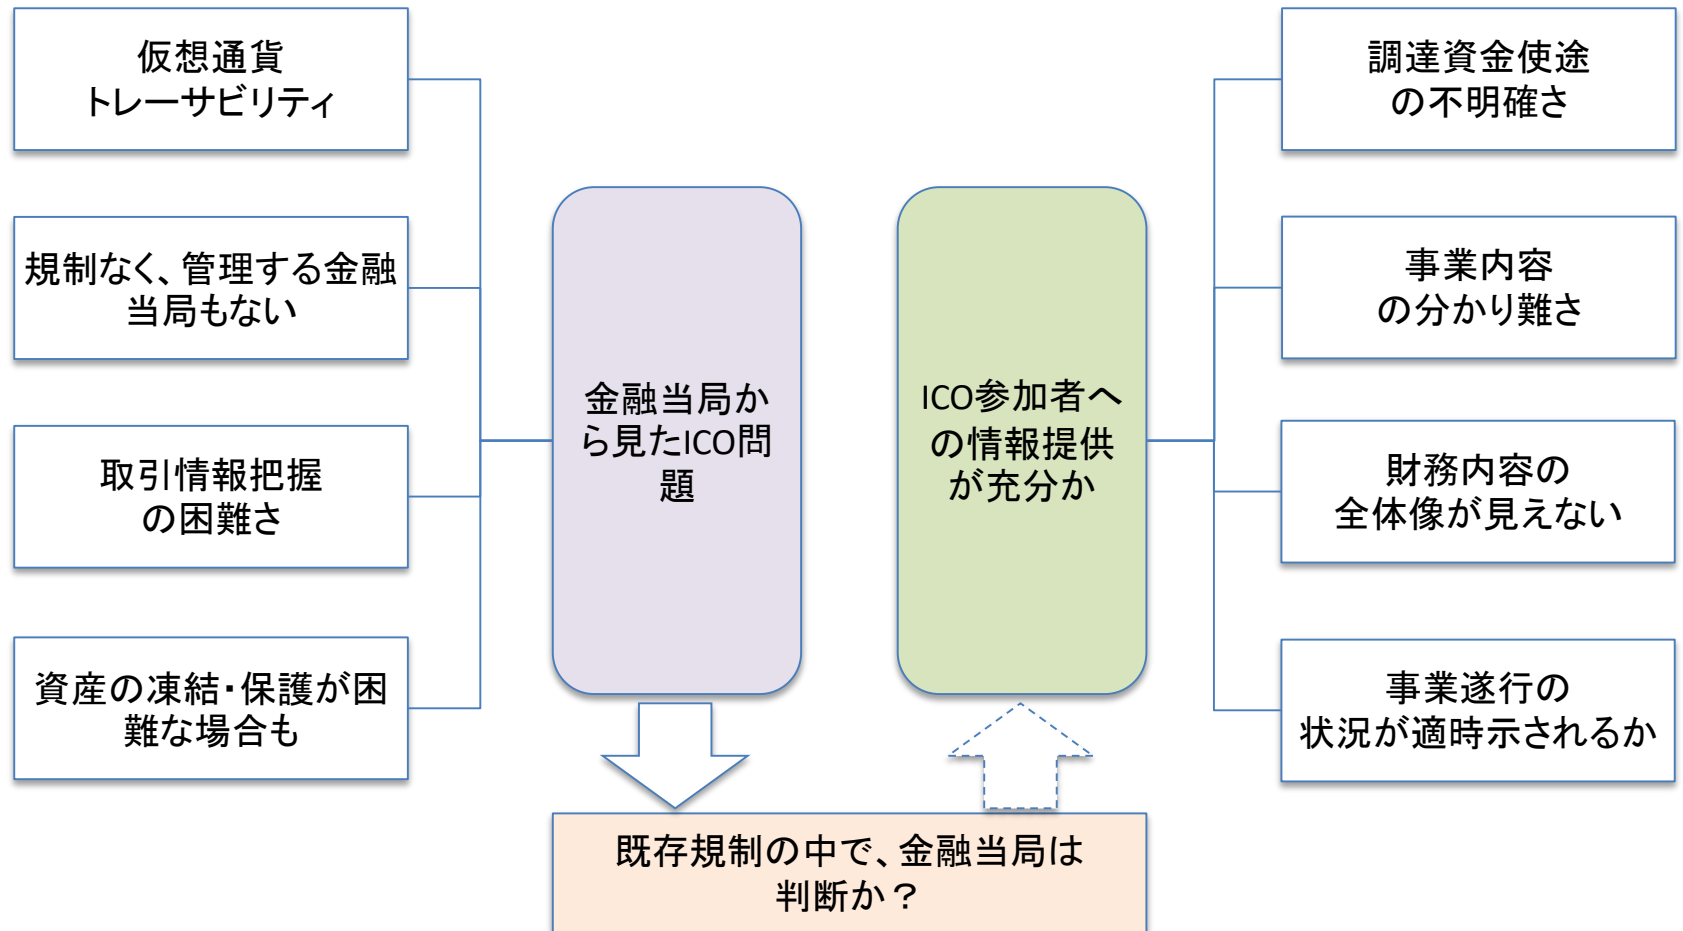 仮想通貨
トレーサビリティ
規制なく、管理する金融
当局もない
取引情報把握
の困難さ
資産の凍結・保護が困
難な場合も
金融当局か
ら見たICO問
題
ICO参加者へ
の情報提供
が充分か
調達資金使途
の不明確さ
事業内容
の分かり難さ
財務内容の
全体像が見えない
事業遂行の
状況が適時示されるか
既存規制の中で、金融当局は
判断か？